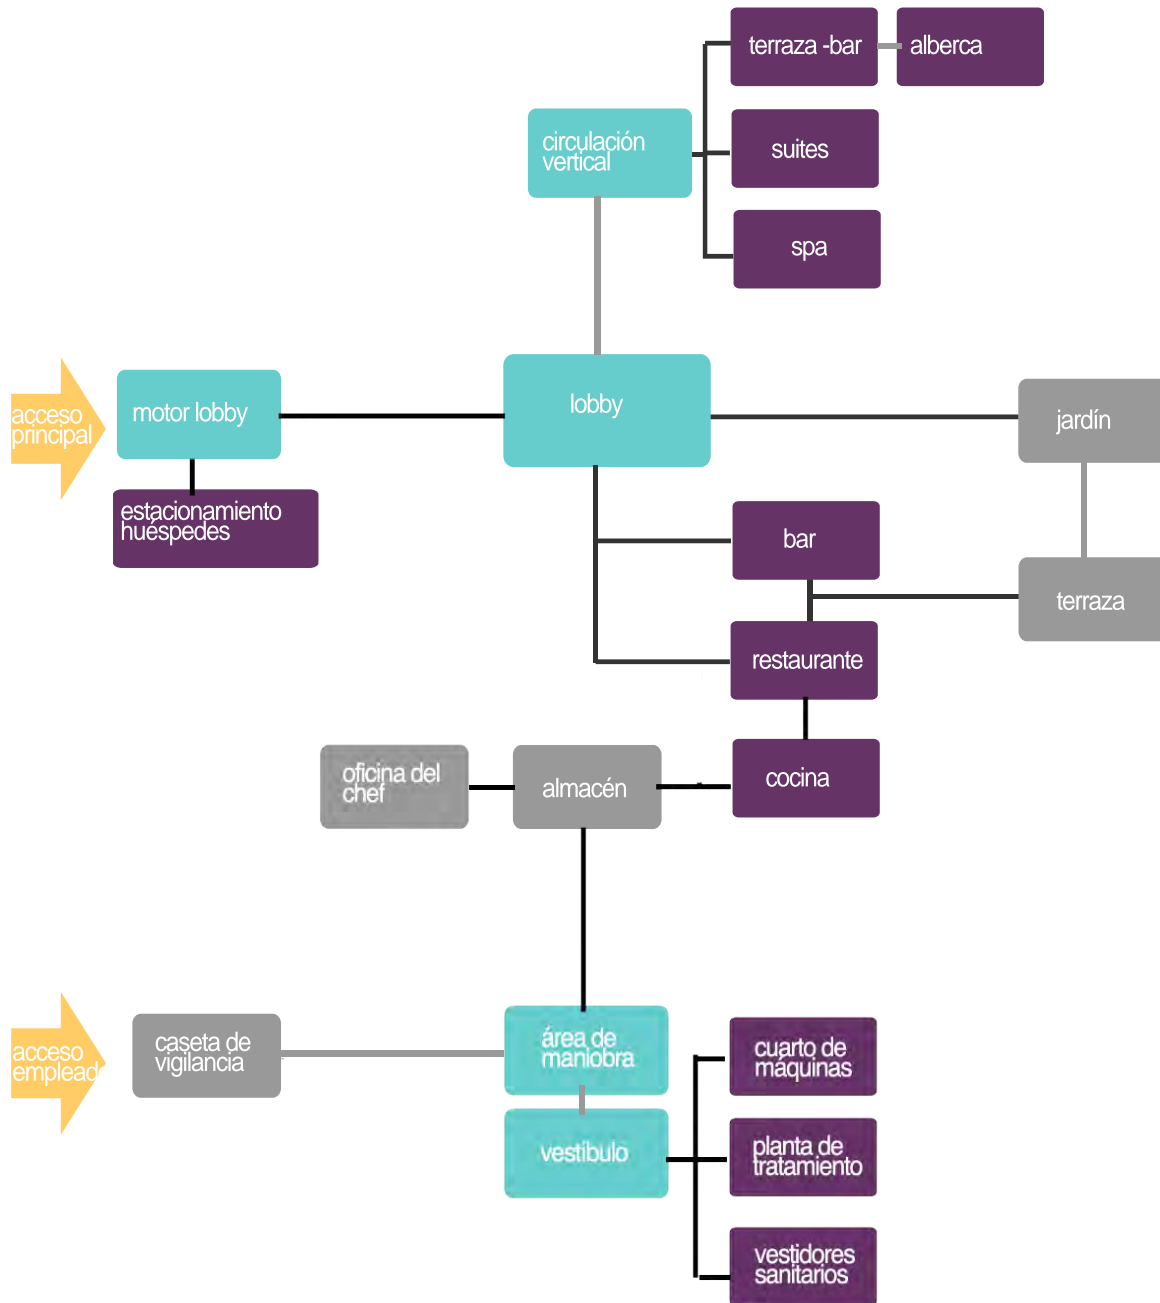 terraza -bar
alberca
circulación
vertical
suites
spa
acceso
principal
motor lobby
lobby
jardín
estacionamiento
huéspedes
bar
terraza
restaurante
oficina del
chef
almacén
cocina
acceso
emplead
caseta de
vigilancia
área de
maniobra
cuarto de
máquinas
vestíbulo
planta de
tratamiento
vestidores
sanitarios